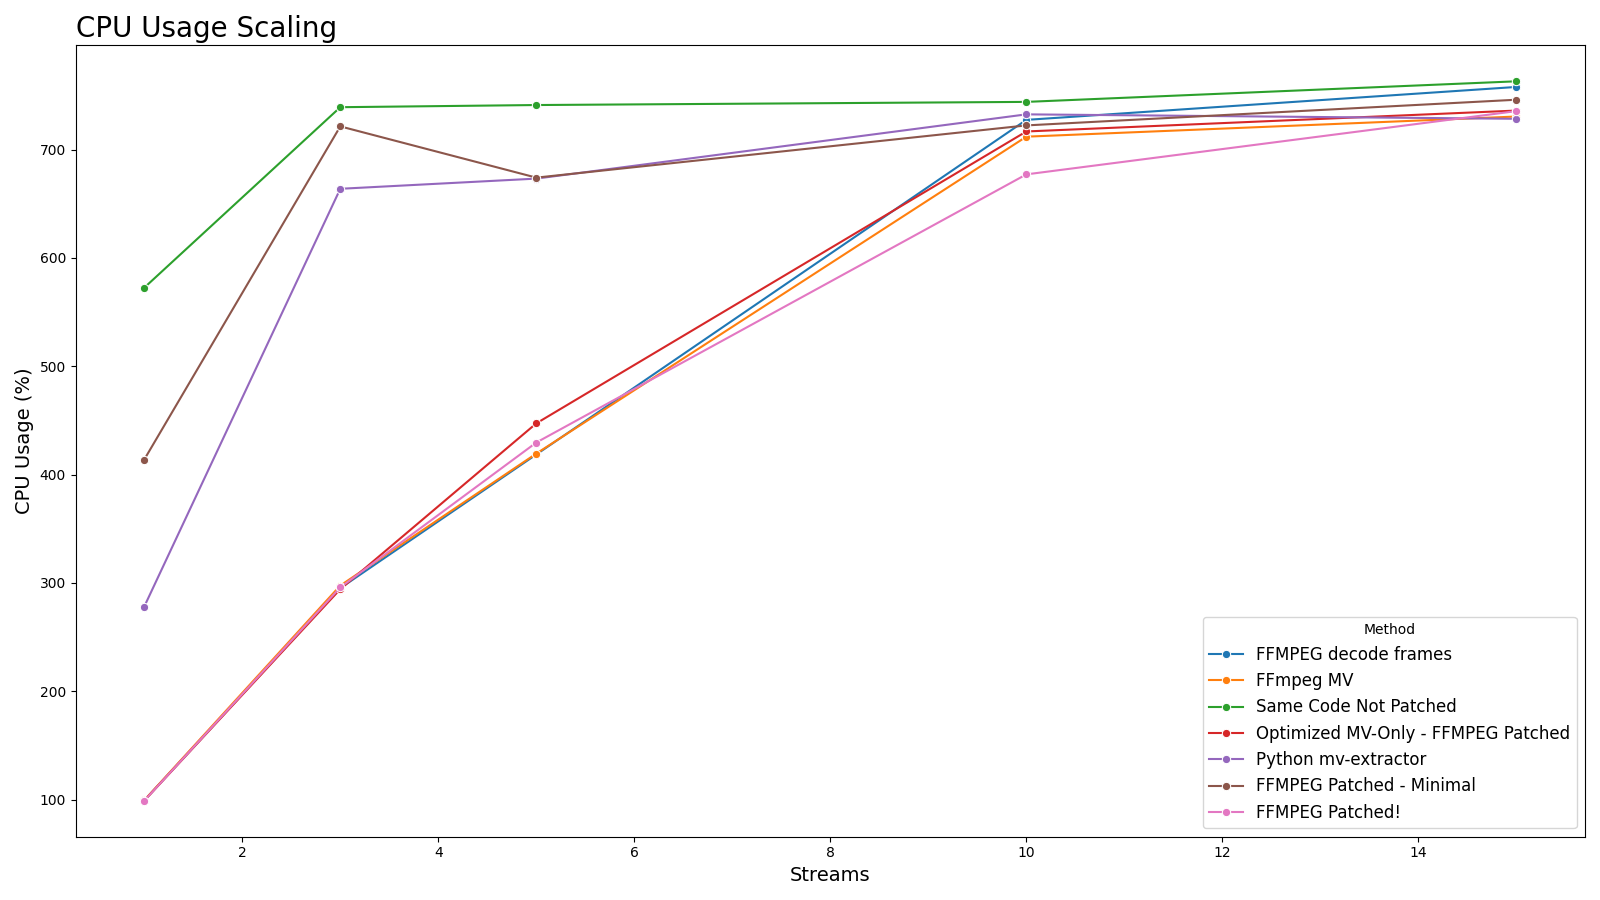 CPU Usage Scaling
CPU Usage (%)
700
600
500
400
300
200
100
2
4
6
8
10
12
14
Streams
Method
FFMPEG decode frames
FFmpeg MV
Same Code Not Patched
Optimized MV-Only - FFMPEG Patched
Python mv-extractor
FFMPEG Patched - Minimal
FFMPEG Patched!